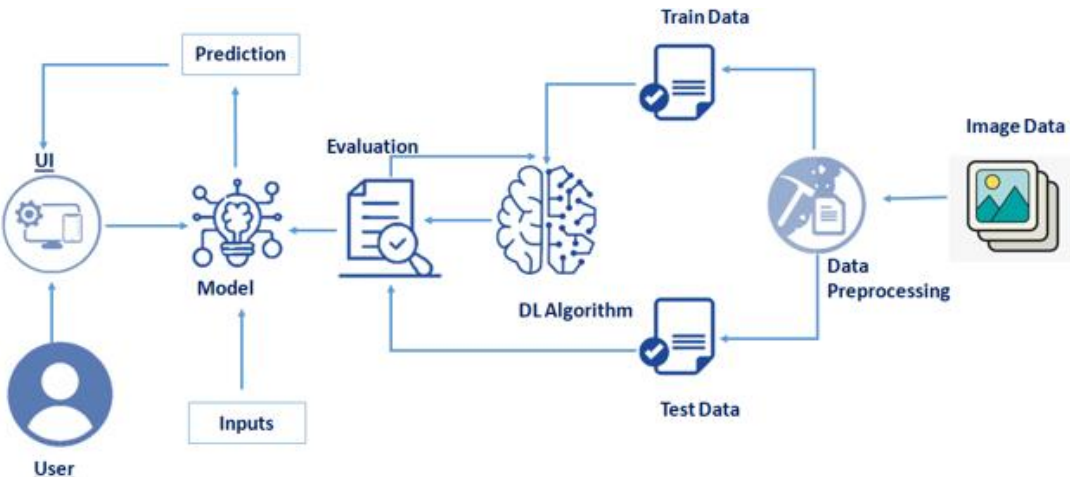 Train Data
Prediction
Image Data
Evaluation
UI
Data
Preprocessing
Model
DL Algorithm
Test Data
Inputs
User